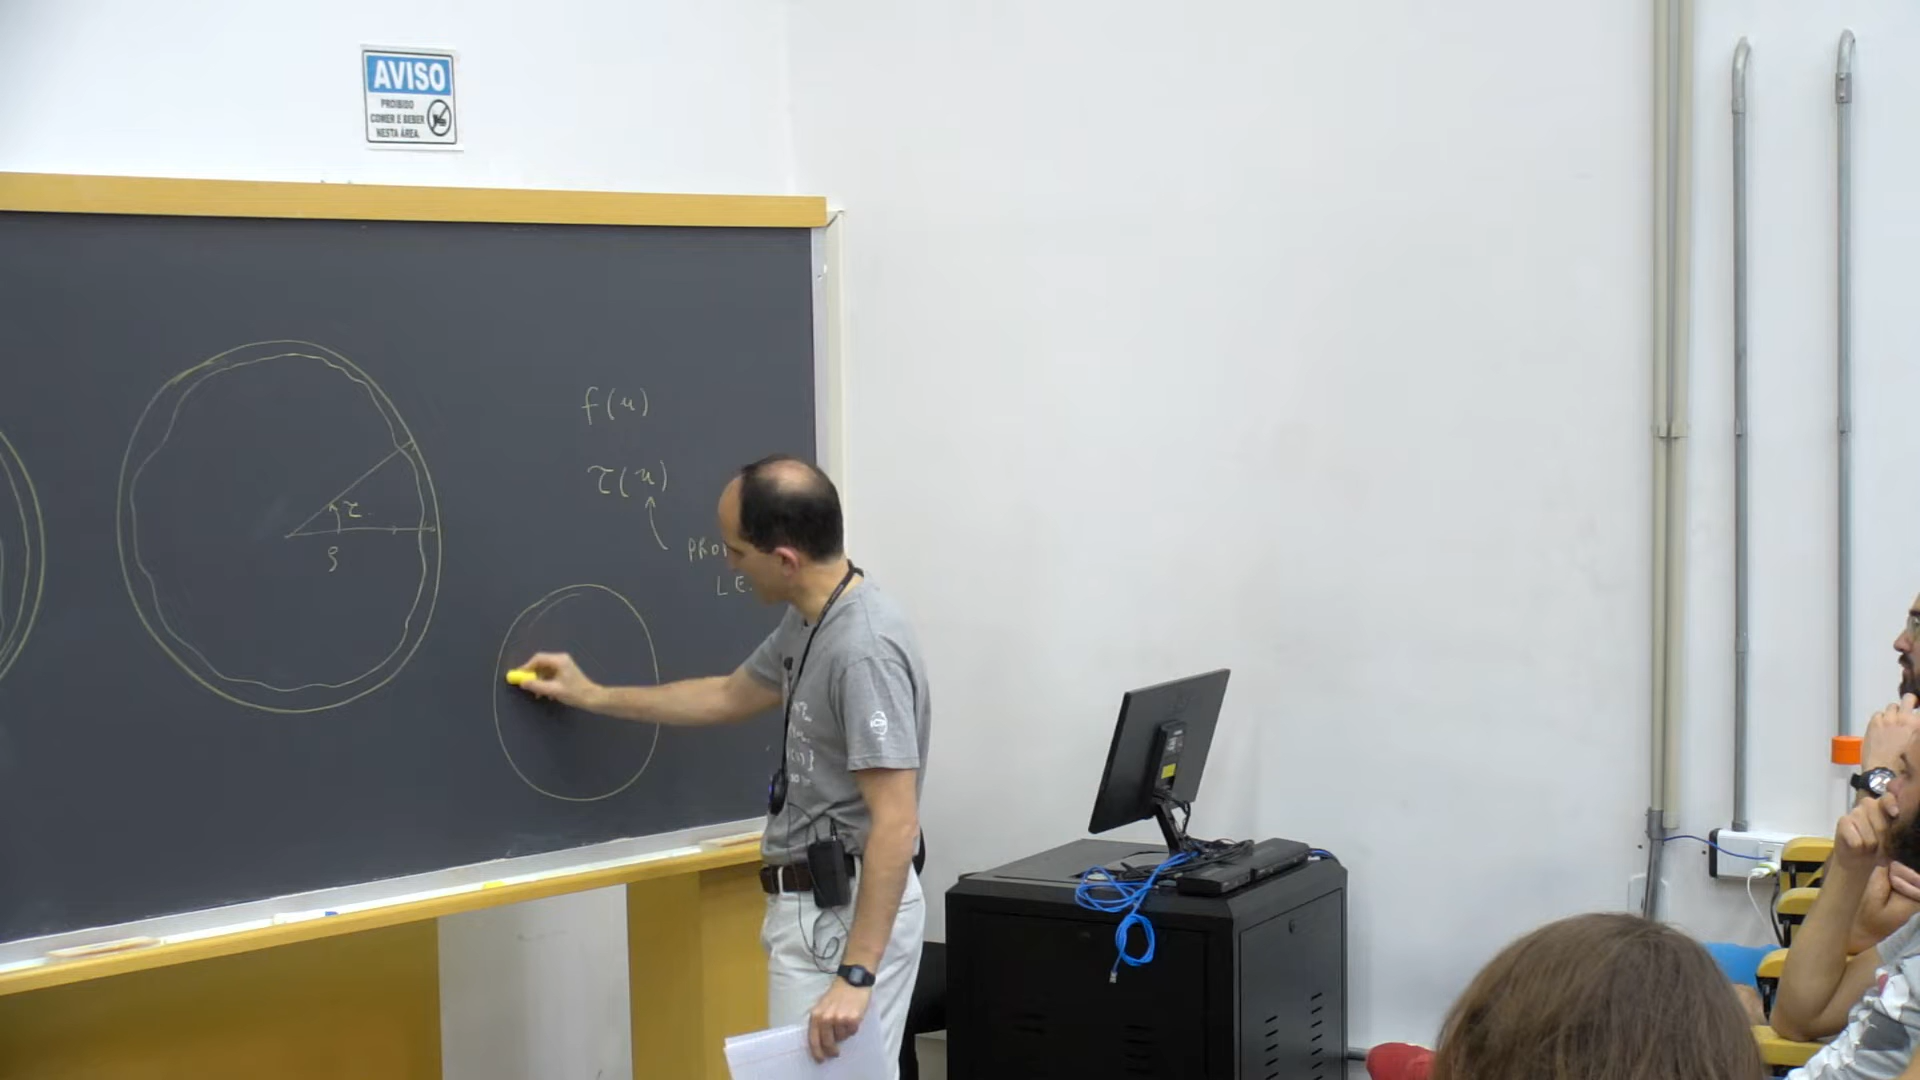 AVISO
PROIBIDO
COMER E BEBER
NESTA ÁREA.
f(u)
τ(u)
τ
ρ